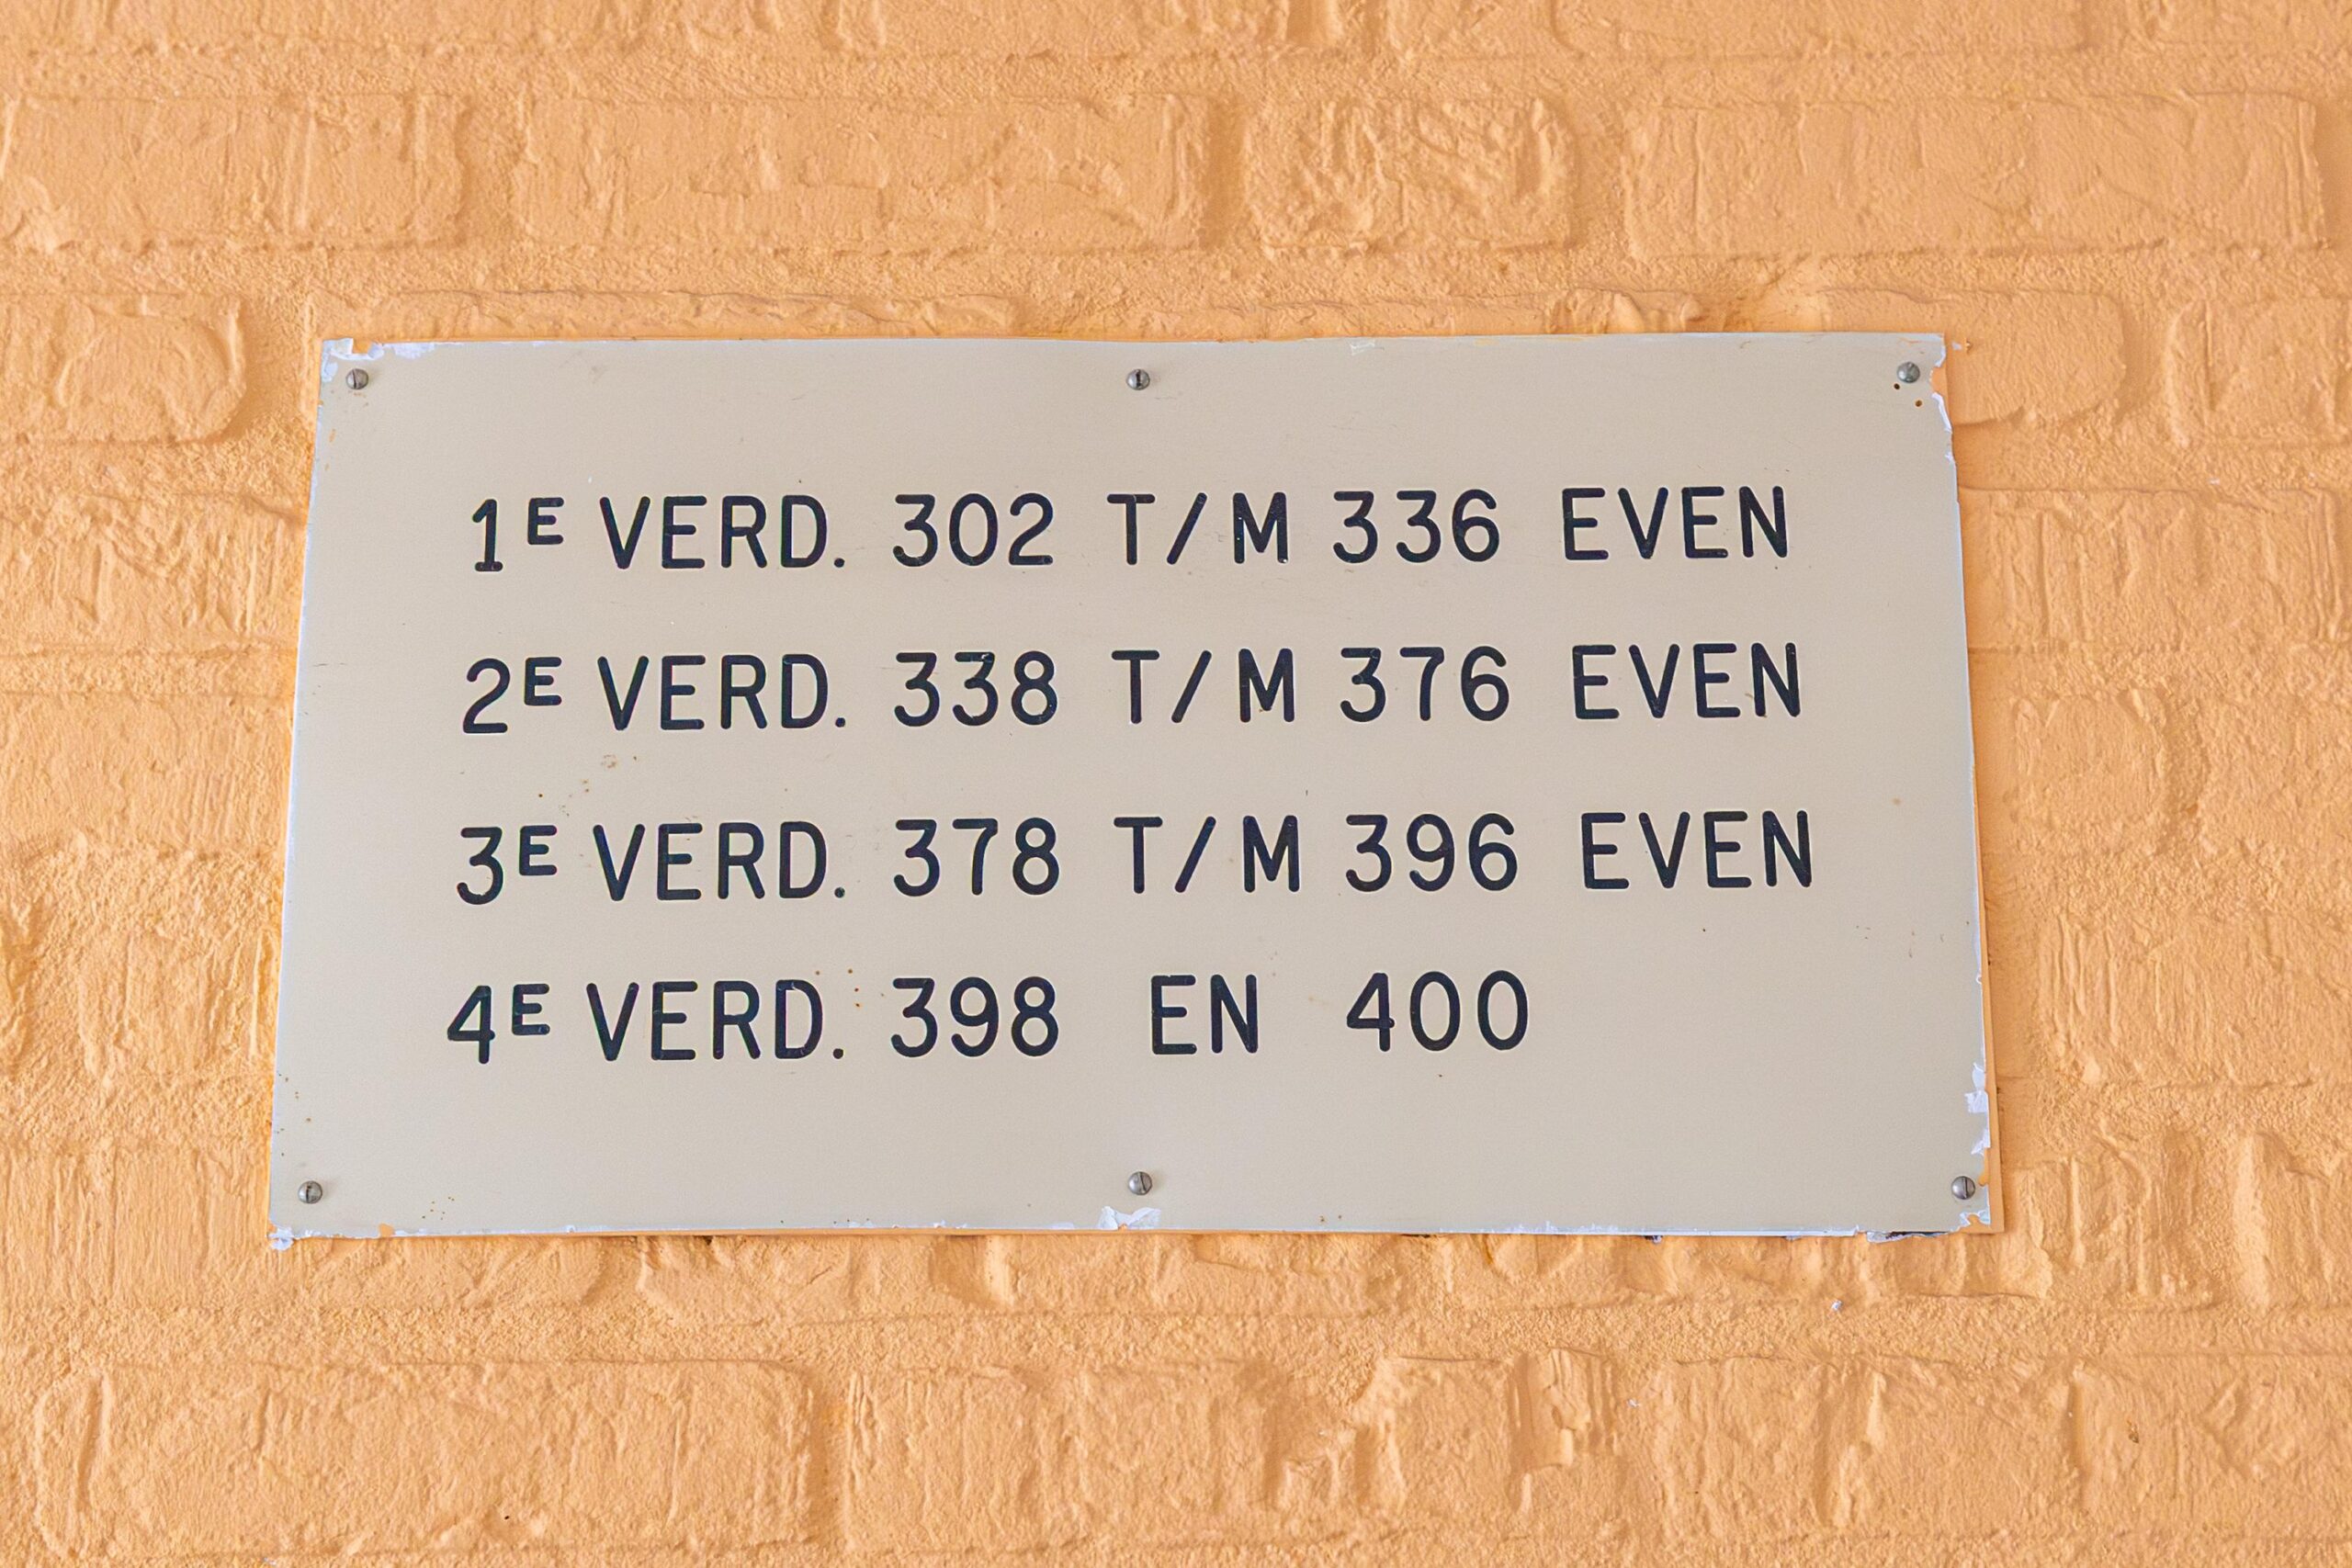 1E VERD. 302 T/M 336 EVEN
2E VERD. 338 T/M 376 EVEN
3E VERD. 378 T/M 396 EVEN
4E VERD. 398 EN 400